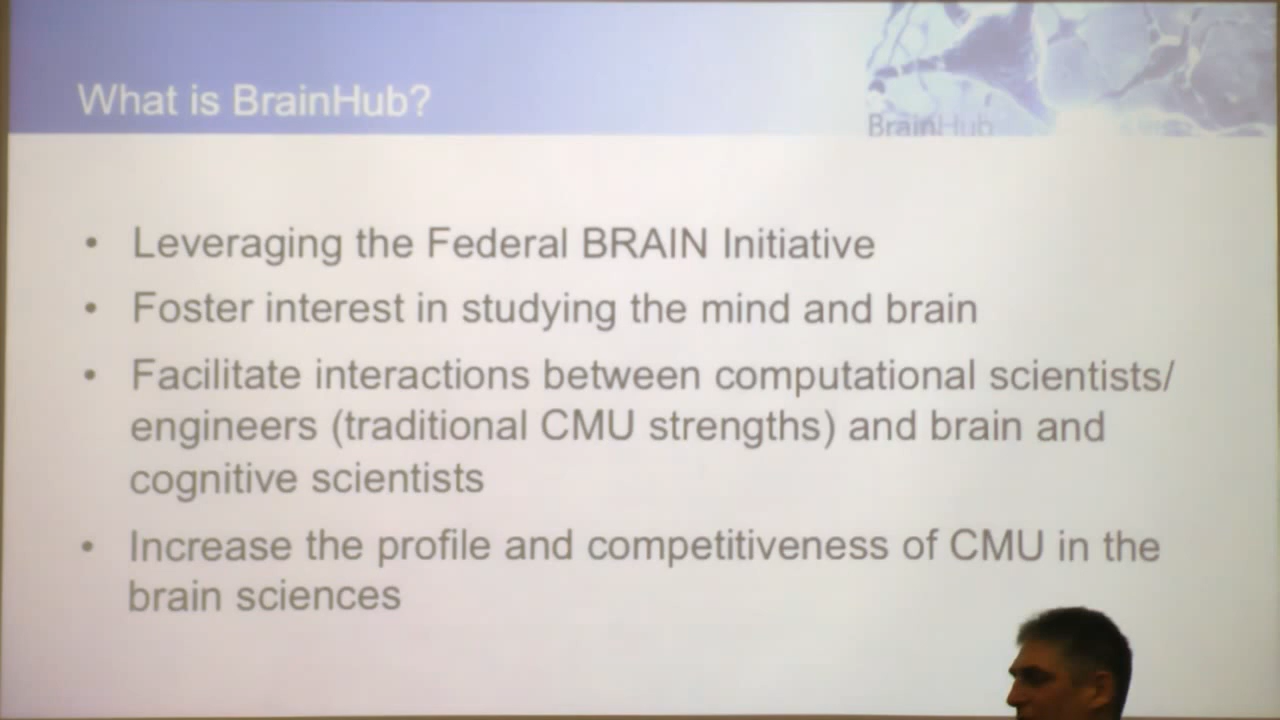 What is BrainHub?
BrainHub
• Leveraging the Federal BRAIN Initiative
• Foster interest in studying the mind and brain
• Facilitate interactions between computational scientists/
engineers (traditional CMU strengths) and brain and
cognitive scientists
• Increase the profile and competitiveness of CMU in the
brain sciences